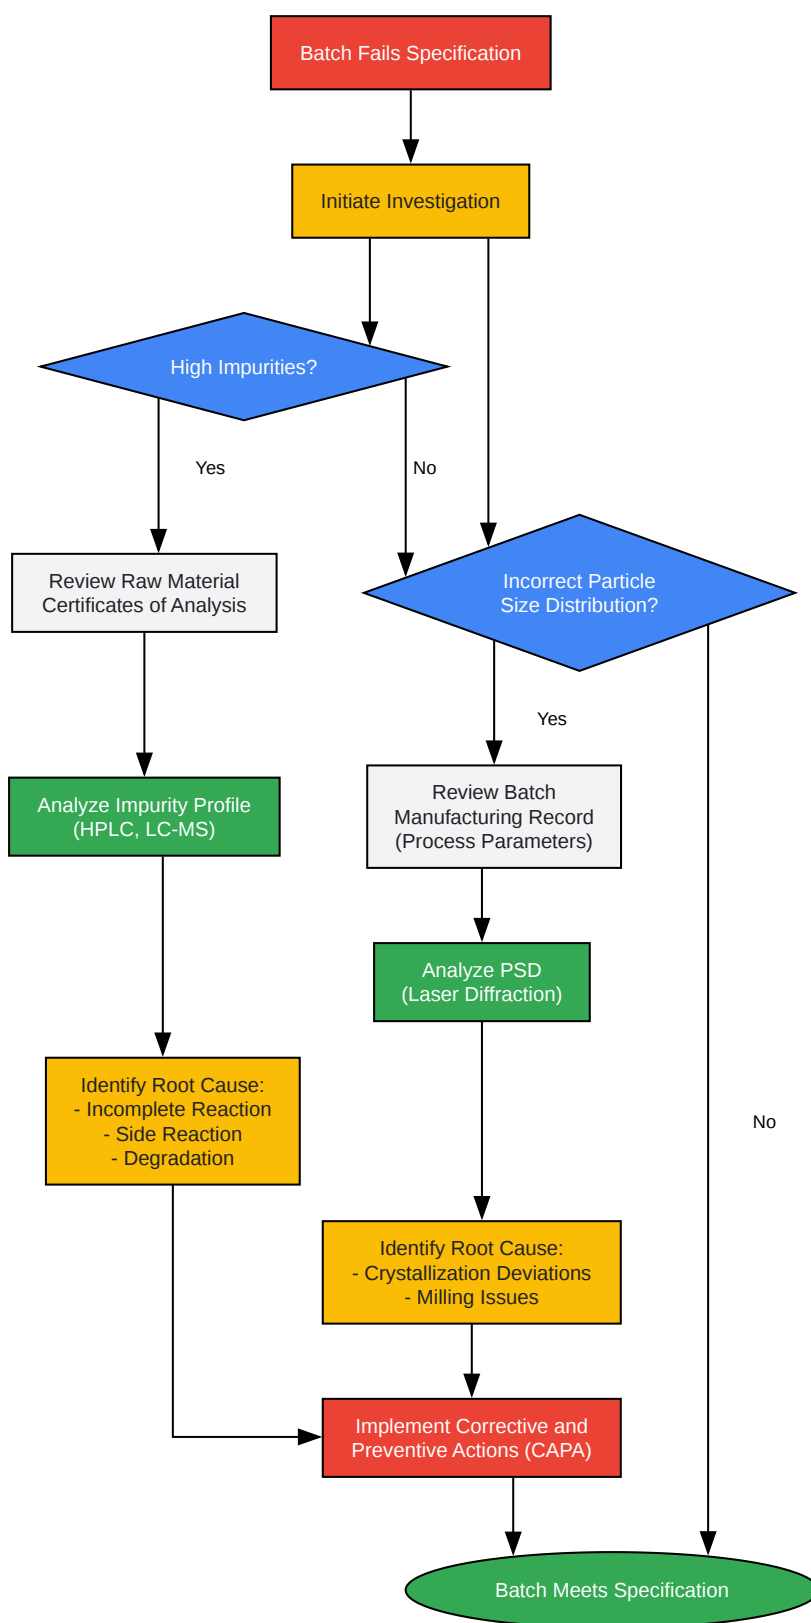 Batch Fails Specification
Initiate Investigation
High Impurities?
Yes
No
Review Raw Material
Certificates of Analysis
Incorrect Particle
Size Distribution?
Yes
Analyze Impurity Profile
(HPLC, LC-MS)
Review Batch
Manufacturing Record
(Process Parameters)
Analyze PSD
(Laser Diffraction)
Identify Root Cause:
- Incomplete Reaction
- Side Reaction
- Degradation
No
Identify Root Cause:
- Crystallization Deviations
- Milling Issues
Implement Corrective and
Preventive Actions (CAPA)
Batch Meets Specification